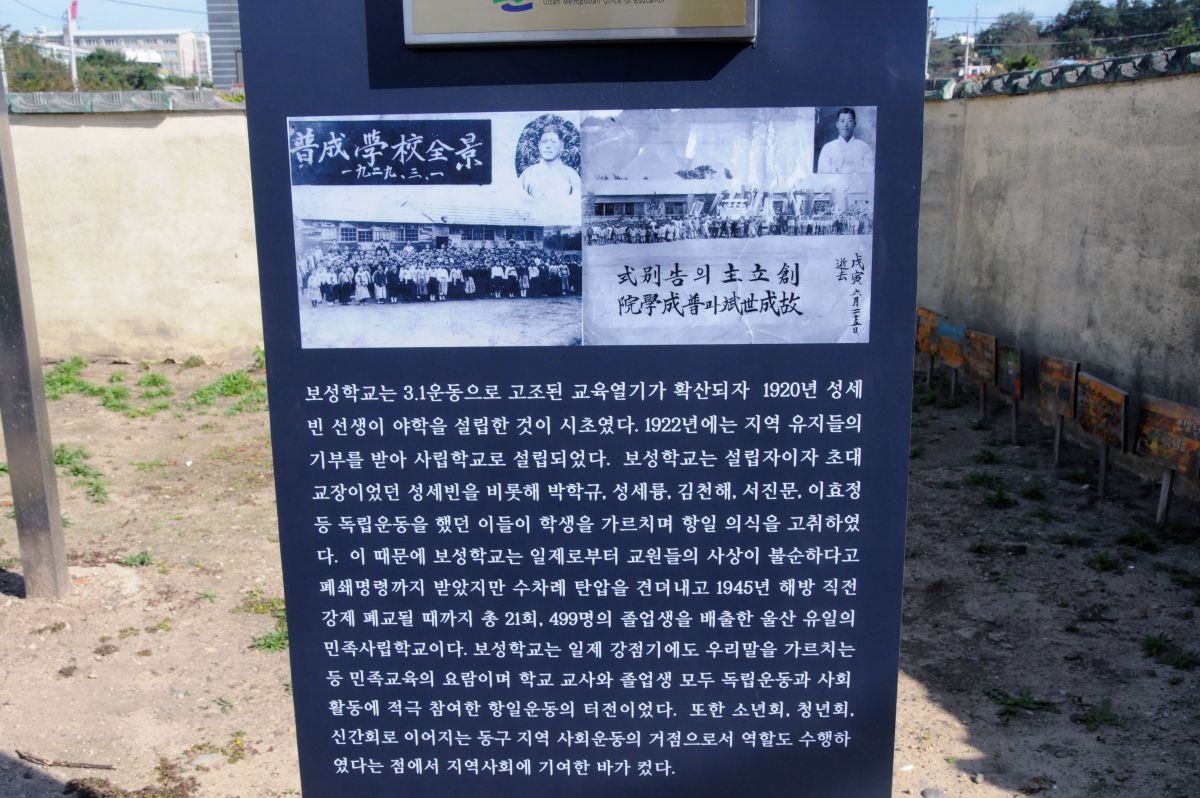 Ulsan Metropolitan Office of Education
普成學校全景
一九二九、三、一
創立主의告別式
故成世斌과普成學院
戊寅 六月二十五日
逝去
보성학교는 3.1운동으로 고조된 교육열기가 확산되자 1920년 성세
빈 선생이 야학을 설립한 것이 시초였다. 1922년에는 지역 유지들의
기부를 받아 사립학교로 설립되었다. 보성학교는 설립자이자 초대
교장이었던 성세빈을 비롯해 박학규, 성세륭, 김천해, 서진문, 이효정
등 독립운동을 했던 이들이 학생을 가르치며 항일 의식을 고취하였
다. 이 때문에 보성학교는 일제로부터 교원들의 사상이 불순하다고
폐쇄명령까지 받았지만 수차례 탄압을 견뎌내고 1945년 해방 직전
강제 폐교될 때까지 총 21회, 499명의 졸업생을 배출한 울산 유일의
민족사립학교이다. 보성학교는 일제 강점기에도 우리말을 가르치는
등 민족교육의 요람이며 학교 교사와 졸업생 모두 독립운동과 사회
활동에 적극 참여한 항일운동의 터전이었다. 또한 소년회, 청년회,
신간회로 이어지는 동구 지역 사회운동의 거점으로서 역할도 수행하
였다는 점에서 지역사회에 기여한 바가 컸다.